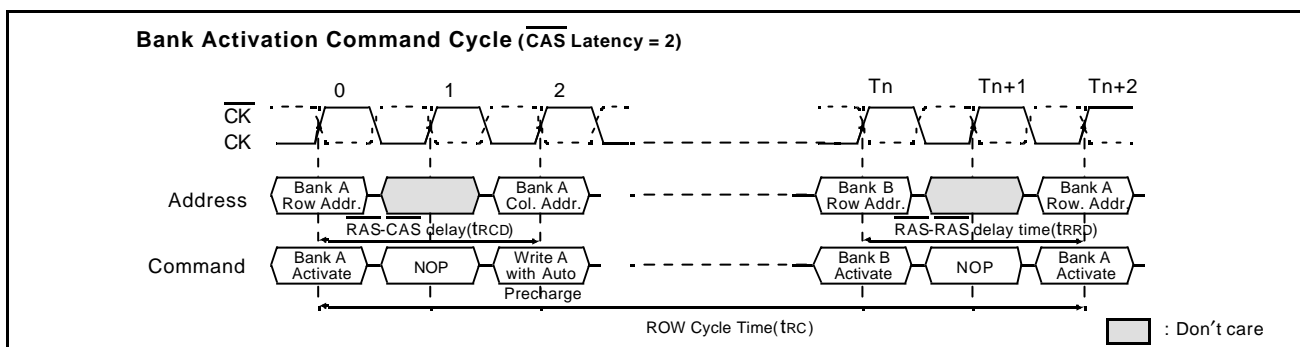 Bank Activation Command Cycle (CAS Latency = 2)
0 1 2 Tn Tn+1 Tn+2
CK
CK
Address
Bank A
Row Addr.
Bank A
Col. Addr.
Bank B
Row Addr.
Bank A
Row. Addr.
RAS-CAS delay(tRCD)
RAS-RAS delay time(tRRD)
Command
Bank A
Activate
NOP
Write A
with Auto
Precharge
Bank B
Activate
NOP
Bank A
Activate
ROW Cycle Time(tRC)
: Don't care